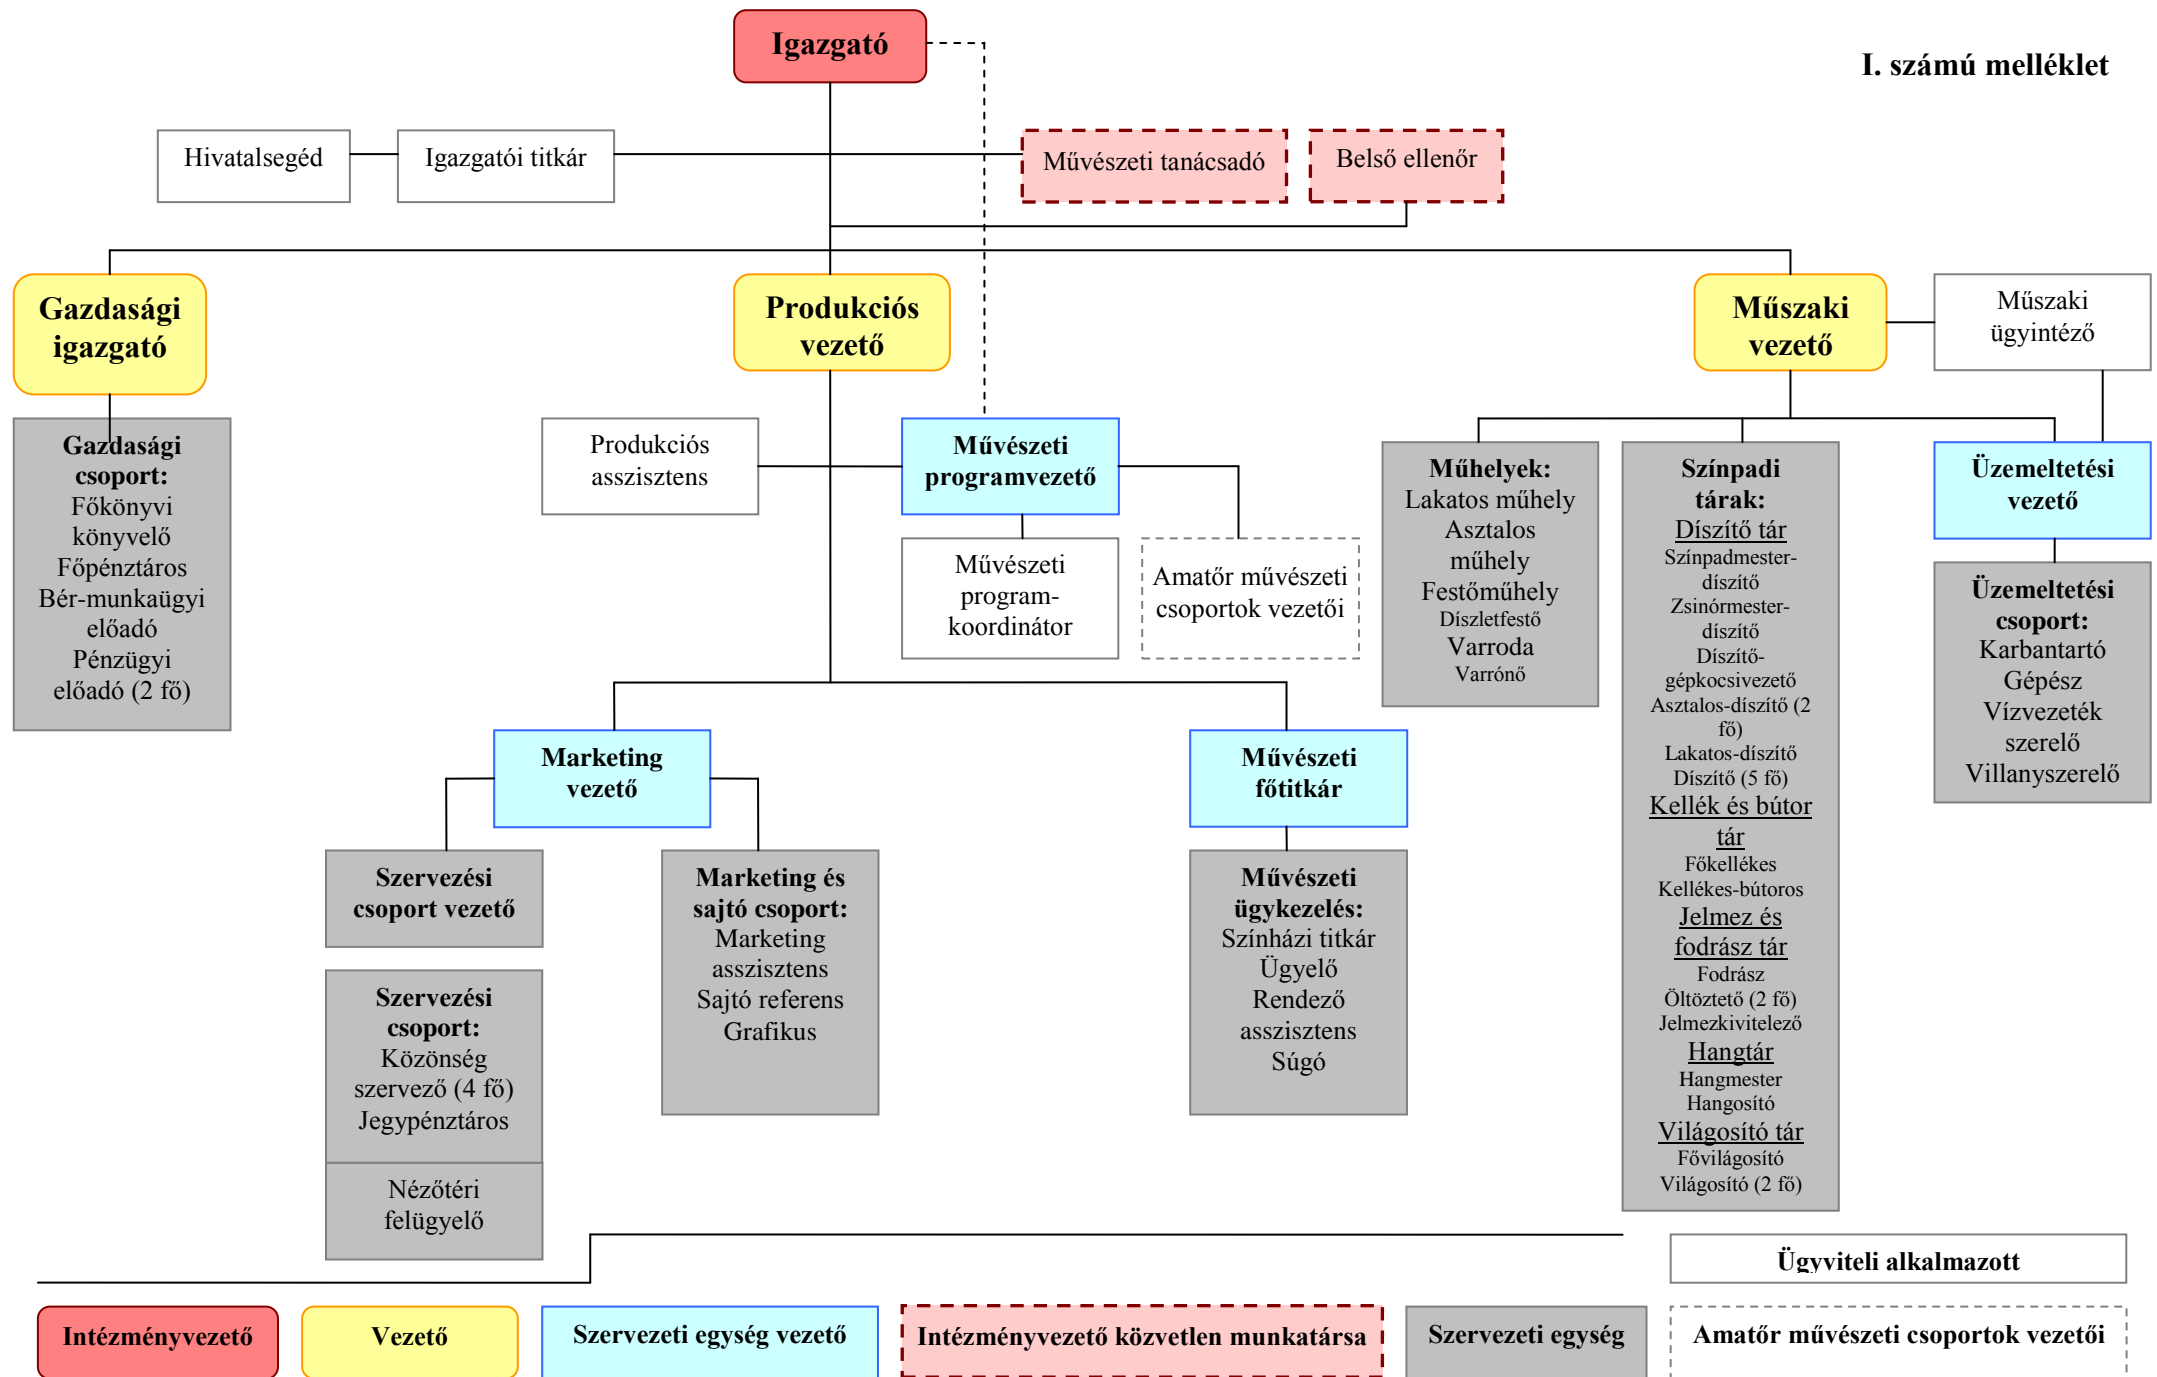 Igazgató
I. számú melléklet
Hivatalsegéd
Igazgatói titkár
Művészeti tanácsadó
Belső ellenőr
Gazdasági
igazgató
Produkciós
vezető
Műszaki
vezető
Műszaki
ügyintéző
Gazdasági
csoport:
Főkönyvi
könyvelő
Főpénztáros
Bér-munkaügyi
előadó
Pénzügyi
előadó (2 fő)
Produkciós
asszisztens
Művészeti
programvezető
Művészeti
program-
koordinátor
Amatőr művészeti
csoportok vezetői
Műhelyek:
Lakatos műhely
Asztalos
műhely
Festőműhely
Díszletfestő
Varroda
Varrónő
Színpadi
tárak:
Díszítő tár
Színpadmester-
díszítő
Zsinórmester-
díszítő
Díszítő-
gépkocsivezető
Asztalos-díszítő (2
fő)
Lakatos-díszítő
Díszítő (5 fő)
Kellék és bútor
tár
Főkellékes
Kellékes-bútoros
Jelmez és
fodrász tár
Fodrász
Öltöztető (2 fő)
Jelmezkivitelező
Hangtár
Hangmester
Hangosító
Világosító tár
Fővilágosító
Világosító (2 fő)
Üzemeltetési
vezető
Üzemeltetési
csoport:
Karbantartó
Gépész
Vízvezeték
szerelő
Villanyszerelő
Marketing
vezető
Művészeti
főtitkár
Szervezési
csoport vezető
Szervezési
csoport:
Közönség
szervező (4 fő)
Jegypénztáros
Nézőtéri
felügyelő
Marketing és
sajtó csoport:
Marketing
asszisztens
Sajtó referens
Grafikus
Művészeti
ügykezelés:
Színházi titkár
Ügyelő
Rendező
asszisztens
Súgó
Ügyviteli alkalmazott
Intézményvezető
Vezető
Szervezeti egység vezető
Intézményvezető közvetlen munkatársa
Szervezeti egység
Amatőr művészeti csoportok vezetői